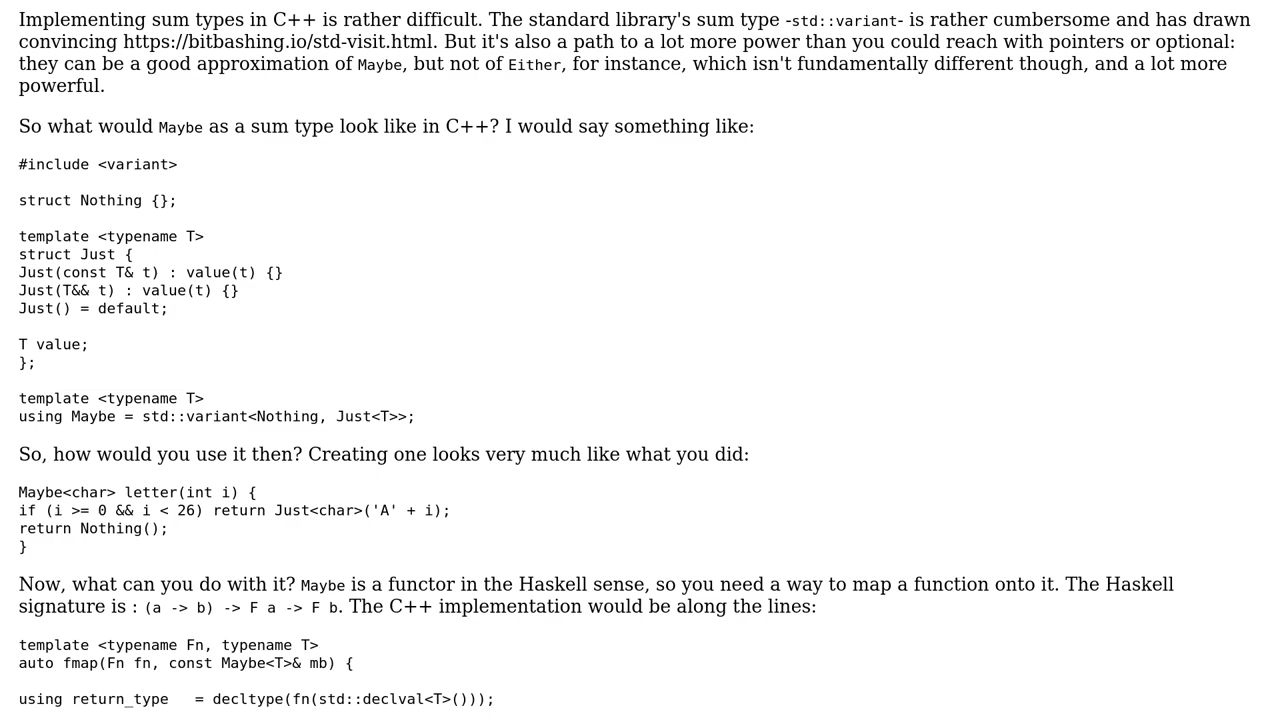 Implementing sum types in C++ is rather difficult. The standard library's sum type -std::variant- is rather cumbersome and has drawn
convincing https://bitbashing.io/std-visit.html. But it's also a path to a lot more power than you could reach with pointers or optional:
they can be a good approximation of Maybe, but not of Either, for instance, which isn't fundamentally different though, and a lot more
powerful.
So what would Maybe as a sum type look like in C++? I would say something like:
#include <variant>
struct Nothing {};
template <typename T>
struct Just {
Just(const T& t) : value(t) {}
Just(T&& t) : value(t) {}
Just() = default;
T value;
};
template <typename T>
using Maybe = std::variant<Nothing, Just<T>>;
So, how would you use it then? Creating one looks very much like what you did:
Maybe<char> letter(int i) {
if (i >= 0 && i < 26) return Just<char>('A' + i);
return Nothing();
}
Now, what can you do with it? Maybe is a functor in the Haskell sense, so you need a way to map a function onto it. The Haskell
signature is : (a -> b) -> F a -> F b. The C++ implementation would be along the lines:
template <typename Fn, typename T>
auto fmap(Fn fn, const Maybe<T>& mb) {
using return_type   = decltype(fn(std::declval<T>()));